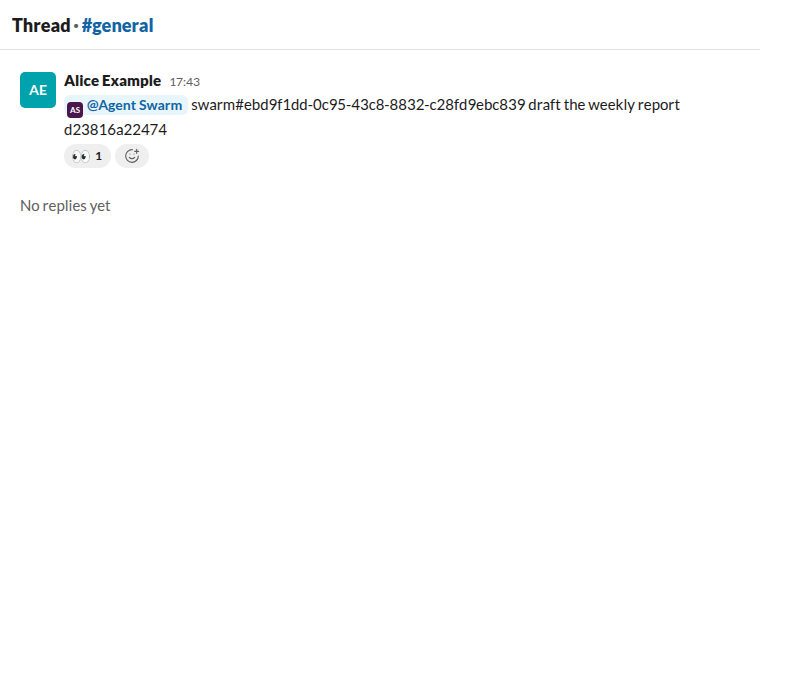 Thread • #general
AE
Alice Example 17:43
AS @Agent Swarm swarm#ebd9f1dd-0c95-43c8-8832-c28fd9ebc839 draft the weekly report
d23816a22474
👀 1
No replies yet